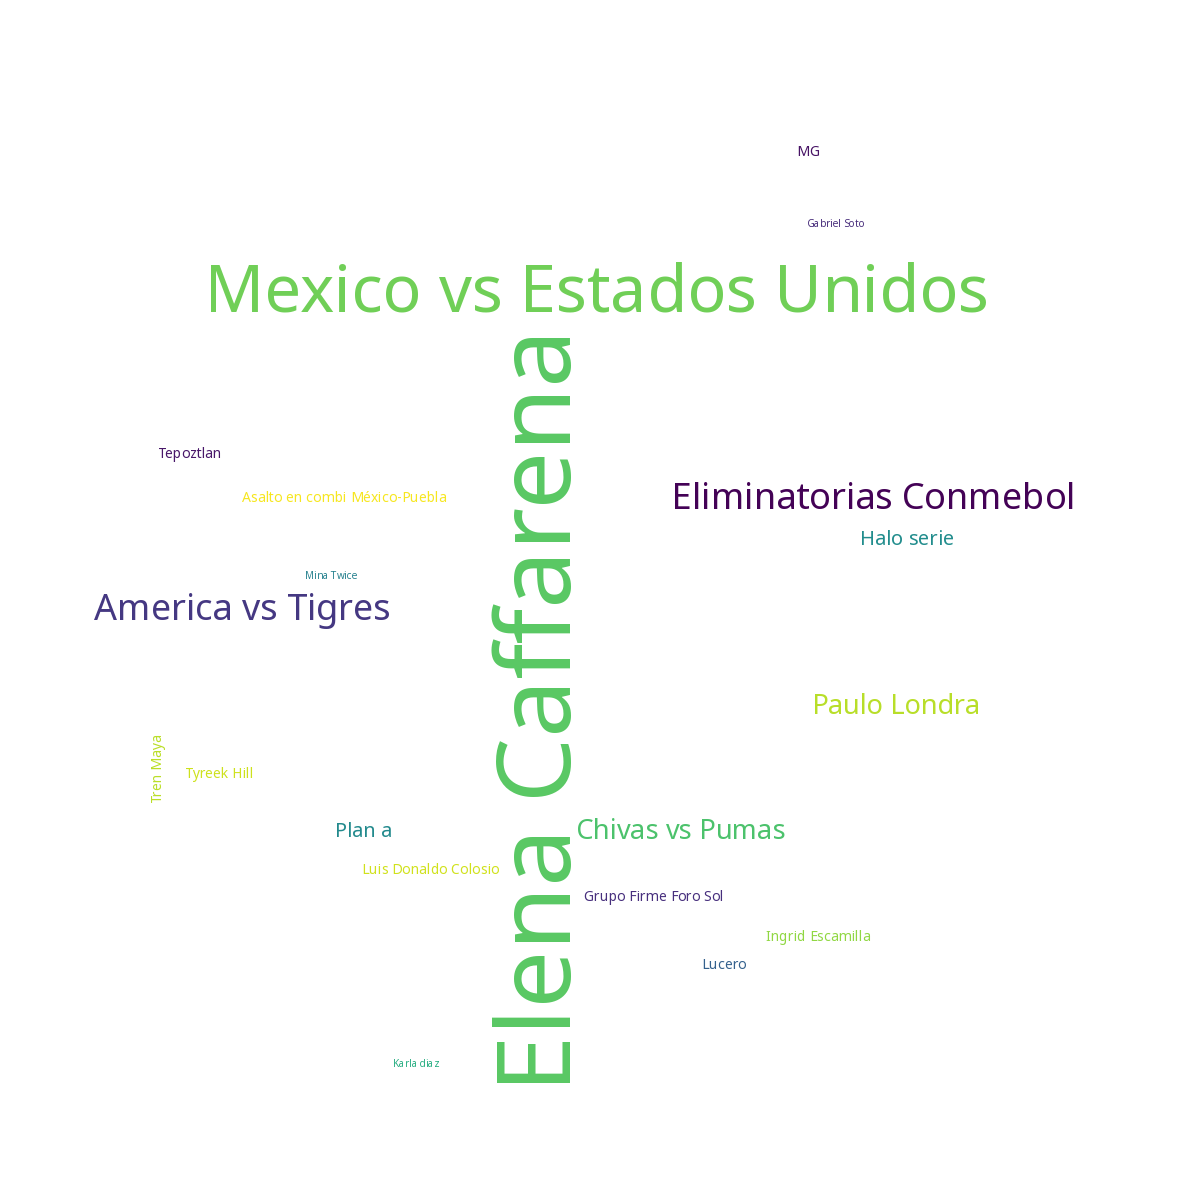 MG
Gabriel Soto
Mexico vs Estados Unidos
Elena Caffarena
Tepoztlan
Asalto en combi México-Puebla
Eliminatorias Conmebol
Halo serie
Mina Twice
America vs Tigres
Paulo Londra
Tren Maya
Tyreek Hill
Plan a
Chivas vs Pumas
Luis Donaldo Colosio
Grupo Firme Foro Sol
Ingrid Escamilla
Lucero
Karla diaz